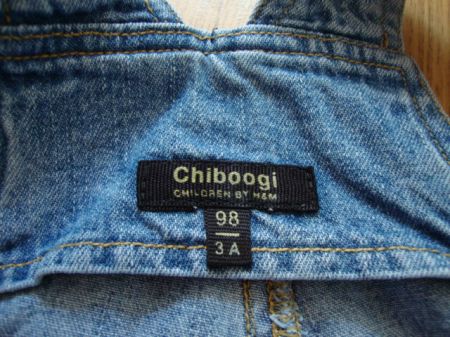 Chiboogi
CHILDREN BY H&M
98
3 A